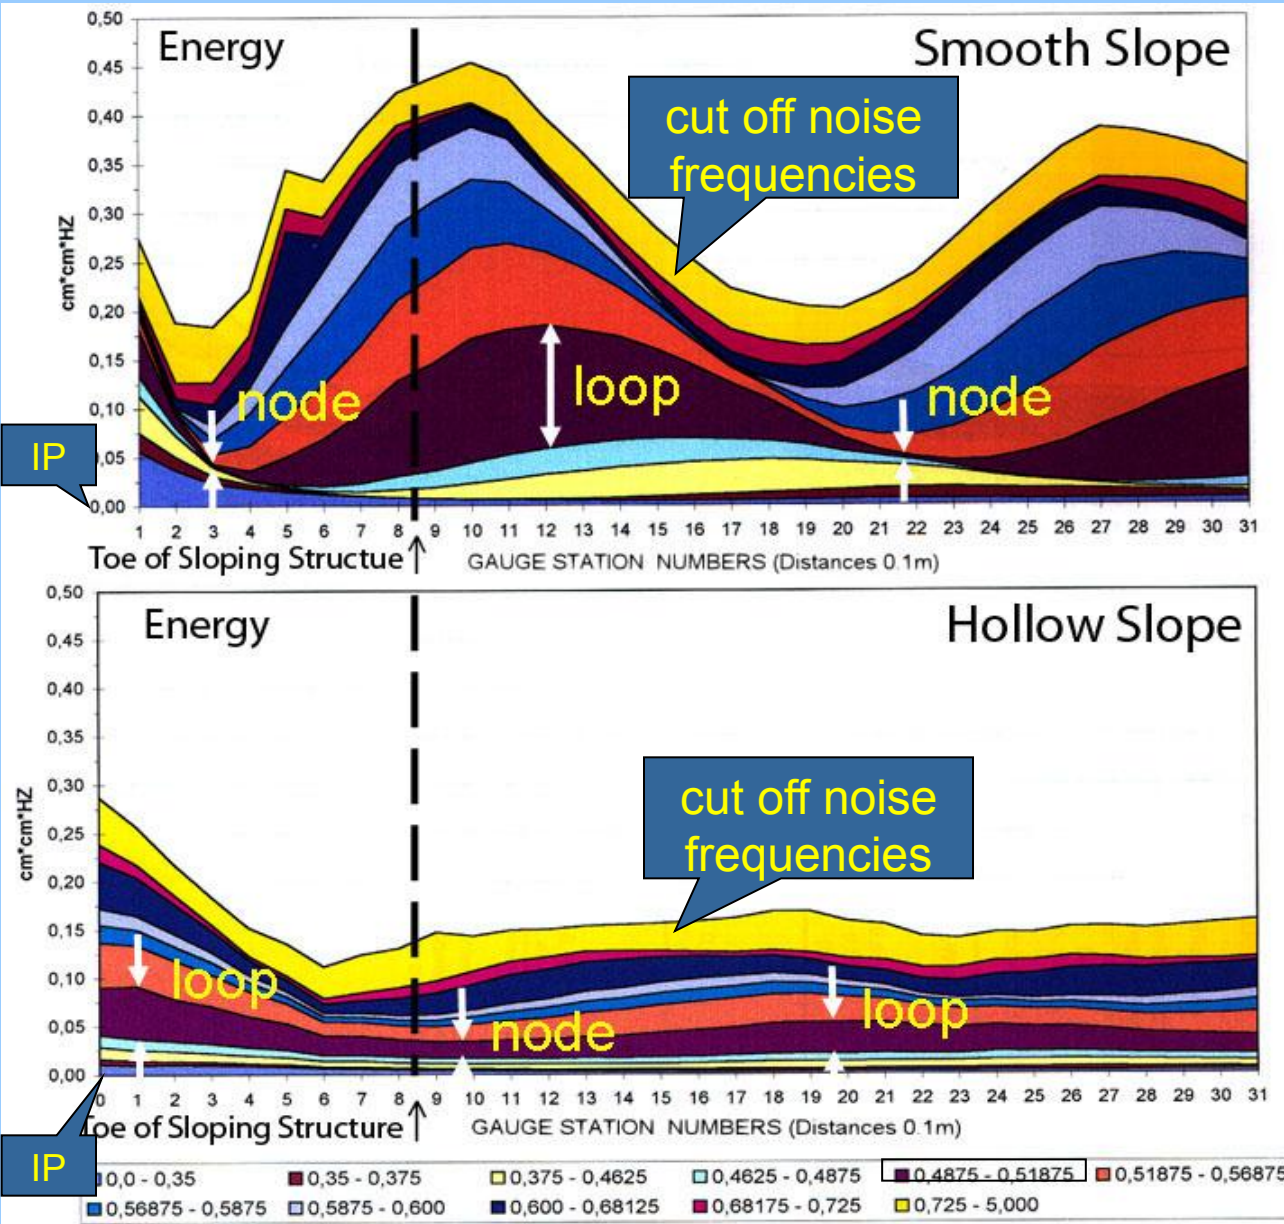 Energy
Smooth Slope
cut off noise
frequencies
cm*cm*HZ
0,50
0,45
0,40
0,35
0,30
0,25
0,20
0,15
0,10
0,05
0,00
node
loop
node
IP
1 2 3 4 5 6 7 8 9 10 11 12 13 14 15 16 17 18 19 20 21 22 23 24 25 26 27 28 29 30 31
Toe of Sloping Structue
GAUGE STATION NUMBERS (Distances 0.1m)
Energy
Hollow Slope
cut off noise
frequencies
cm*cm*HZ
0,50
0,45
0,40
0,35
0,30
0,25
0,20
0,15
0,10
0,05
0,00
loop
node
loop
0 1 2 3 4 5 6 7 8 9 10 11 12 13 14 15 16 17 18 19 20 21 22 23 24 25 26 27 28 29 30 31
Toe of Sloping Structure
GAUGE STATION NUMBERS (Distances 0.1m)
IP
0,0 - 0,35 0,35 - 0,375 0,375 - 0,4625 0,4625 - 0,4875 0,4875 - 0,51875 0,51875 - 0,56875
0,56875 - 0,5875 0,5875 - 0,600 0,600 - 0,68125 0,68175 - 0,725 0,725 - 5,000